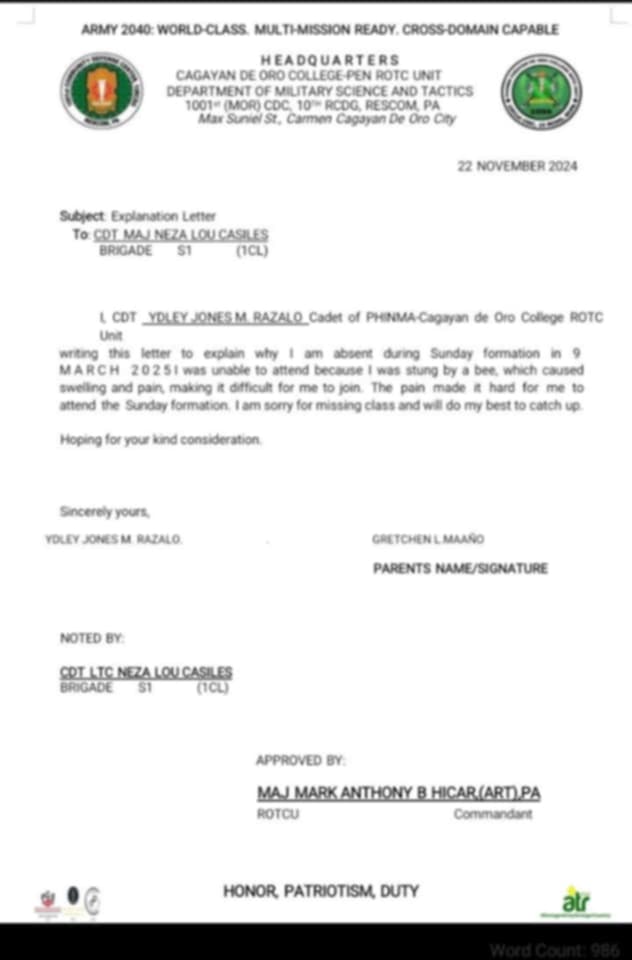 ARMY 2040: WORLD-CLASS. MULTI-MISSION READY. CROSS-DOMAIN CAPABLE
HEADQUARTERS
CAGAYAN DE ORO COLLEGE-PEN ROTC UNIT
DEPARTMENT OF MILITARY SCIENCE AND TACTICS
1001st (MOR) CDC, 10TH RCDG, RESCOM, PA
Max Suniel St., Carmen Cagayan De Oro City
22 NOVEMBER 2024
Subject: Explanation Letter
To: CDT MAJ NEZA LOU CASILES
BRIGADE S1 (1CL)
I, CDT YDLEY JONES M. RAZALO Cadet of PHINMA-Cagayan de Oro College ROTC
Unit
writing this letter to explain why I am absent during Sunday formation in 9
MARCH 2025I was unable to attend because I was stung by a bee, which caused
swelling and pain, making it difficult for me to join. The pain made it hard for me to
attend the Sunday formation. I am sorry for missing class and will do my best to catch up.
Hoping for your kind consideration.
Sincerely yours,
YDLEY JONES M. RAZALO. GRETCHEN L.MAAÑO
PARENTS NAME/SIGNATURE
NOTED BY:
CDT LTC NEZA LOU CASILES
BRIGADE S1 (1CL)
APPROVED BY:
MAJ MARK ANTHONY B HICAR,(ART),PA
ROTCU Commandant
HONOR, PATRIOTISM, DUTY
atr
Word Count: 986